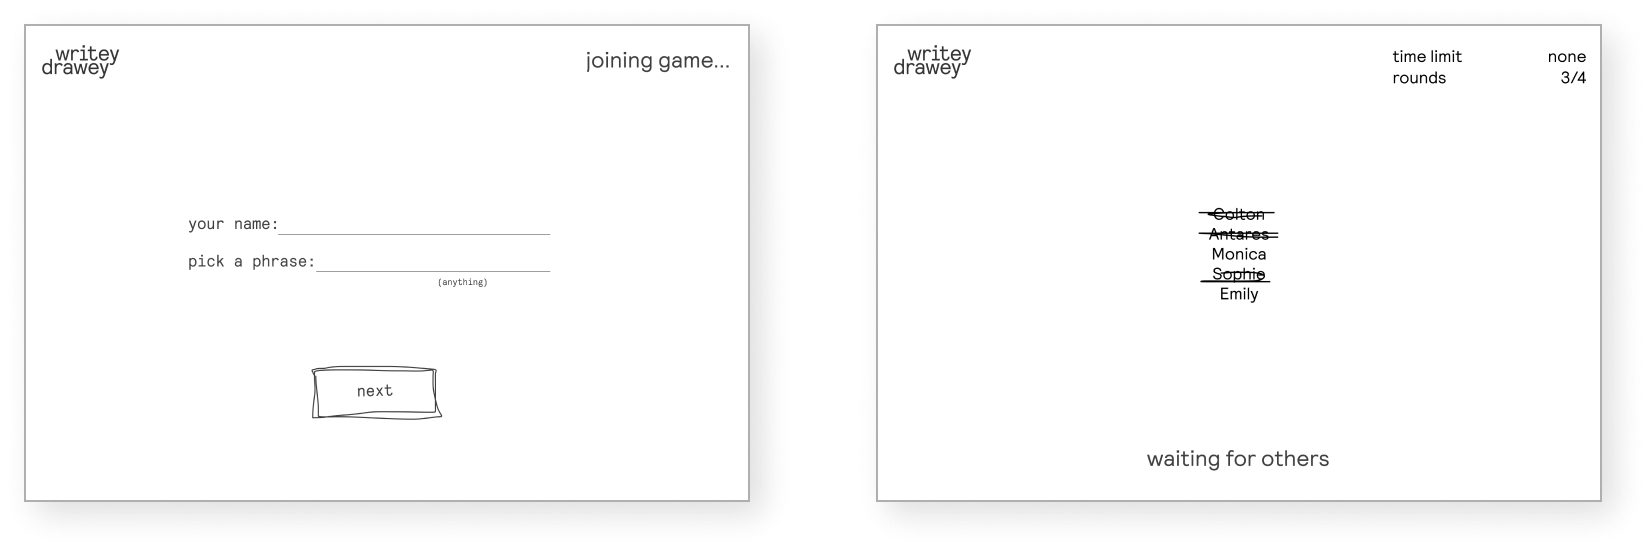 writey
drawey
joining game...
your name:
pick a phrase:
(anything)
next
writey
drawey
time limit none
rounds 3/4
Colton
Antares
Monica
Sophie
Emily
waiting for others